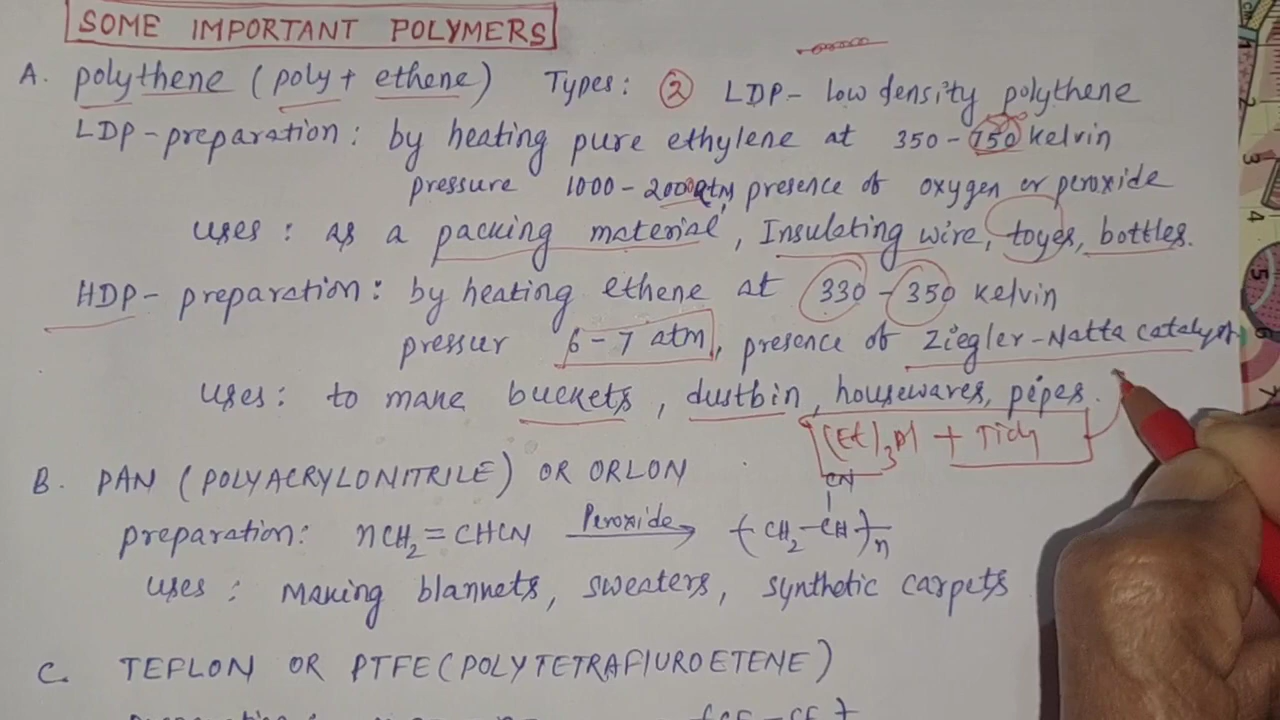 SOME IMPORTANT POLYMERS
A. polythene (poly + ethene) Types: 2 LDP - low density polythene
LDP - preparation: by heating pure ethylene at 350 - 750 kelvin
pressure 1000 - 2000 atm, presence of oxygen or peroxide
uses: as a packing material, Insulating wire, toyes, bottles.
HDP - preparation: by heating ethene at 330 - 350 kelvin
pressur 6 - 7 atm, presence of Ziegler-Natta catalyst
uses: to make buckets, dustbin, housewares, pipes.
(Et)3Al + TiCl4
B. PAN (POLYACRYLONITRILE) OR ORLON
CN
preparation: nCH2=CHCN Peroxide → (CH2-CH)n
uses: Making blankets, sweaters, synthetic carpets
C. TEFLON OR PTFE (POLYTETRAFIUROETENE)